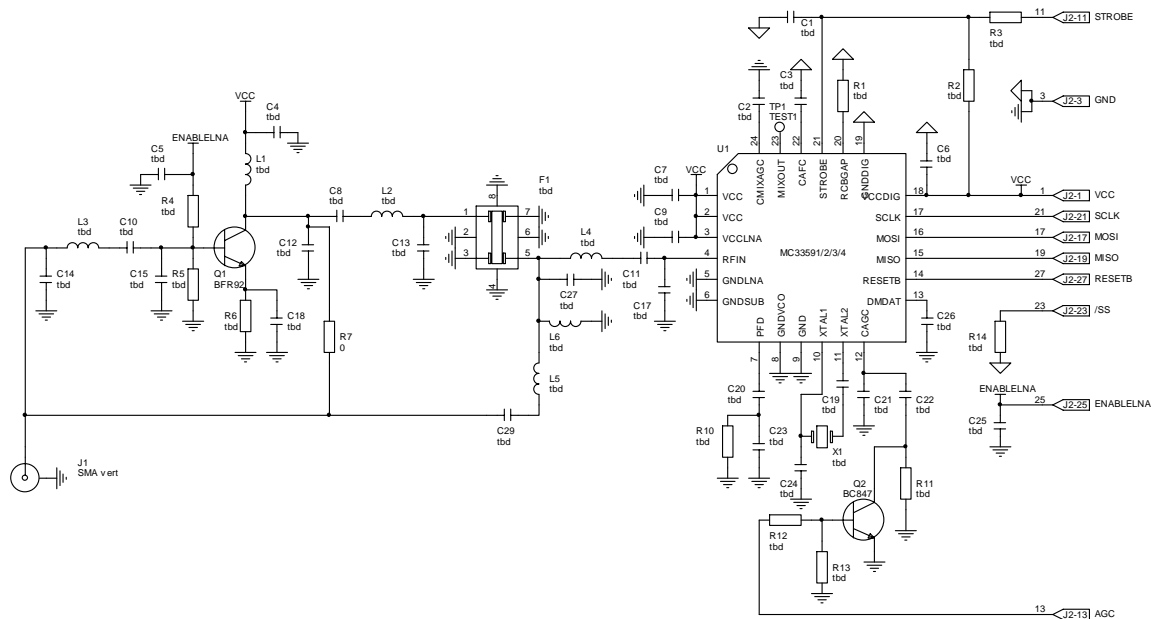 C1
tbd
11
J2-11
STROBE
R3
tbd
C2
tbd
C3
tbd
TP1
TEST1
R1
tbd
R2
tbd
3
J2-3
GND
VCC
C4
tbd
ENABLELNA
C5
tbd
L1
tbd
R4
tbd
L3
tbd
C10
tbd
C14
tbd
C15
tbd
R5
tbd
Q1
BFR92
R6
tbd
C18
tbd
C12
tbd
R7
0
C8
tbd
L2
tbd
C13
tbd
F1
tbd
8
1
7
2
6
3
5
4
L4
tbd
C27
tbd
L6
tbd
L5
tbd
C29
tbd
C11
tbd
C17
tbd
C7
tbd
C9
tbd
VCC
U1
24
23
22
21
20
19
CMIXAGC
MIXOUT
CAFC
STROBE
RCBGAP
GNDDIG
1
VCC
2
VCC
3
VCCLNA
4
RFIN
5
GNDLNA
6
GNDSUB
MC33591/2/3/4
VCCDIG
18
SCLK
17
MOSI
16
MISO
15
RESETB
14
DMDAT
13
PFD
GNDVCO
GND
XTAL1
XTAL2
CAGC
7
8
9
10
11
12
C6
tbd
VCC
1
J2-1
VCC
21
J2-21
SCLK
17
J2-17
MOSI
19
J2-19
MISO
27
J2-27
RESETB
23
J2-23
/SS
C26
tbd
R14
tbd
ENABLELNA
25
J2-25
ENABLELNA
C25
tbd
C20
tbd
R10
tbd
C23
tbd
C19
tbd
X1
tbd
C24
tbd
C21
tbd
C22
tbd
Q2
BC847
R11
tbd
R12
tbd
R13
tbd
13
J2-13
AGC
J1
SMA vert